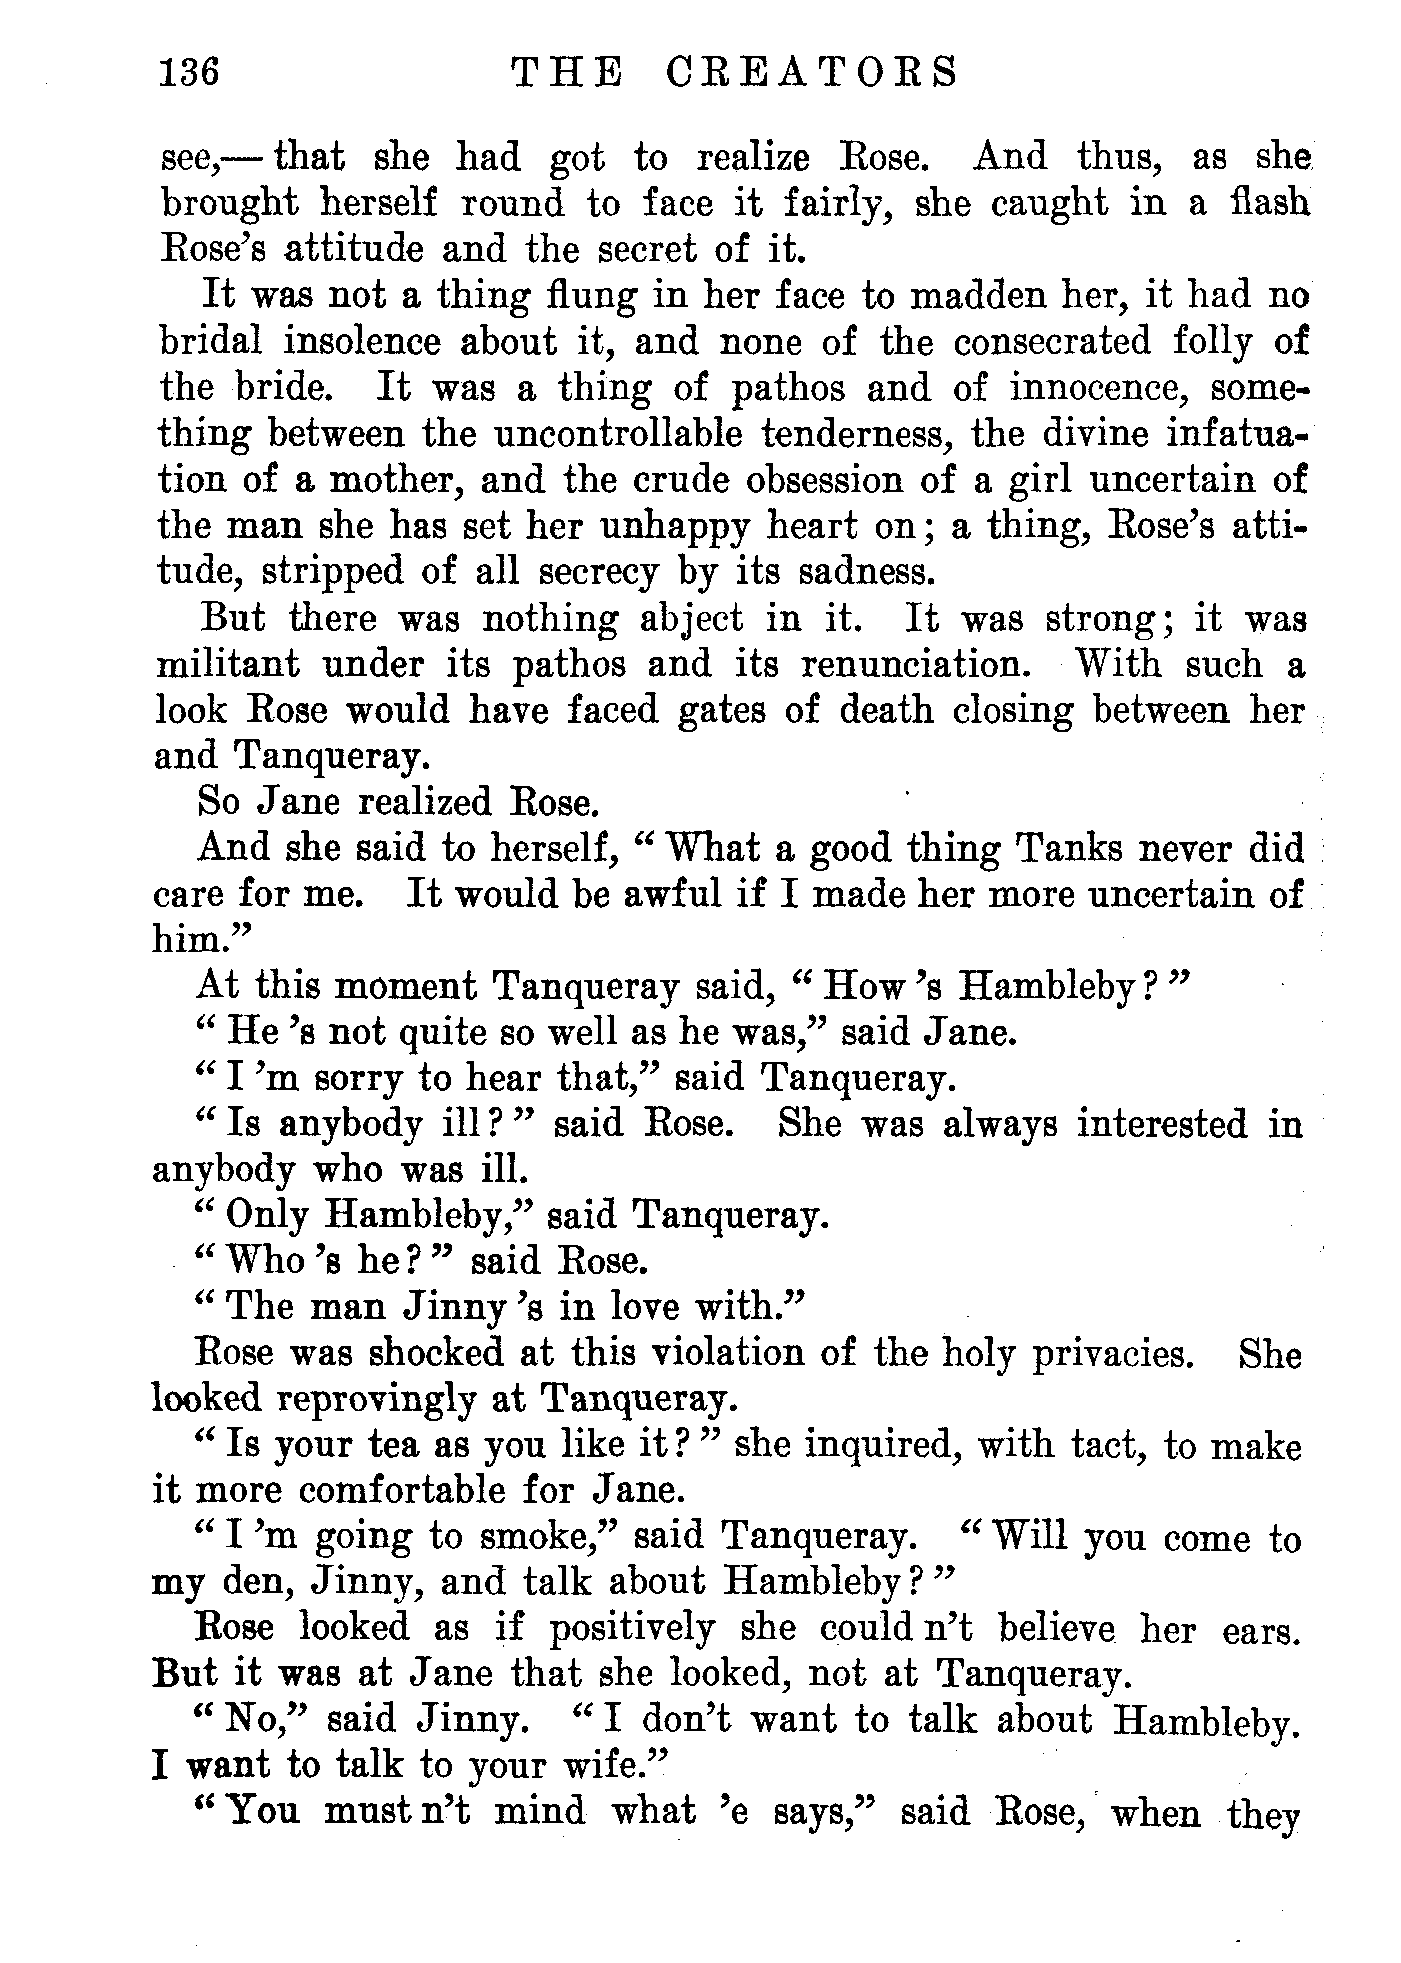 136 THE CREATORS
see,— that she had got to realize Rose. And thus, as she
brought herself round to face it fairly, she caught in a flash
Rose's attitude and the secret of it.
It was not a thing flung in her face to madden her, it had no
bridal insolence about it, and none of the consecrated folly of
the bride. It was a thing of pathos and of innocence, some-
thing between the uncontrollable tenderness, the divine infatua-
tion of a mother, and the crude obsession of a girl uncertain of
the man she has set her unhappy heart on; a thing, Rose's atti-
tude, stripped of all secrecy by its sadness.
But there was nothing abject in it. It was strong; it was
militant under its pathos and its renunciation. With such a
look Rose would have faced gates of death closing between her
and Tanqueray.
So Jane realized Rose.
And she said to herself, “ What a good thing Tanks never did
care for me. It would be awful if I made her more uncertain of
him.”
At this moment Tanqueray said, “ How 's Hambleby? ”
“ He 's not quite so well as he was,” said Jane.
“ I 'm sorry to hear that,” said Tanqueray.
“ Is anybody ill? ” said Rose. She was always interested in
anybody who was ill.
“ Only Hambleby,” said Tanqueray.
“ Who 's he? ” said Rose.
“ The man Jinny 's in love with.”
Rose was shocked at this violation of the holy privacies. She
looked reprovingly at Tanqueray.
“ Is your tea as you like it? ” she inquired, with tact, to make
it more comfortable for Jane.
“ I 'm going to smoke,” said Tanqueray. “ Will you come to
my den, Jinny, and talk about Hambleby? ”
Rose looked as if positively she could n't believe her ears.
But it was at Jane that she looked, not at Tanqueray.
“ No,” said Jinny. “ I don't want to talk about Hambleby.
I want to talk to your wife.”
“ You must n't mind what 'e says,” said Rose, when they